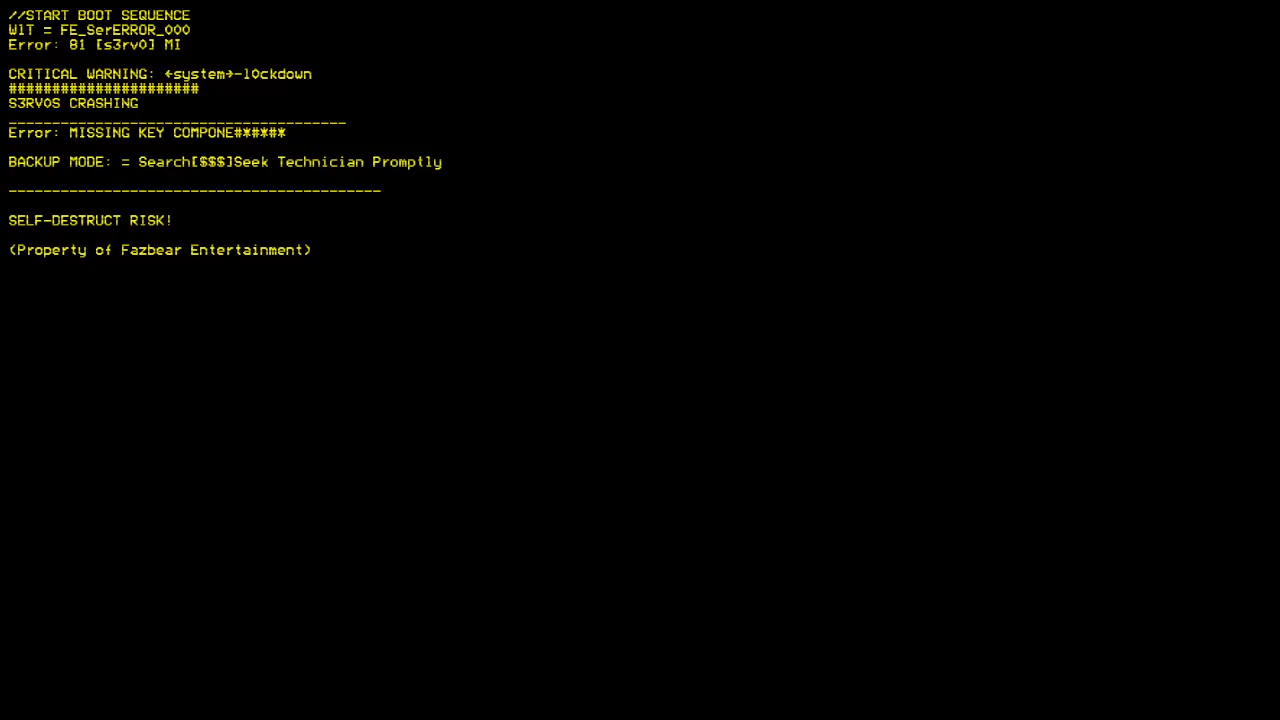 //START BOOT SEQUENCE
W1T = FE_SerERROR_000
Error: 81 [s3rv0] MI
CRITICAL WARNING: <system>-l0ckdown
######################
S3RV0S CRASHING
_______________________________________
Error: MISSING KEY COMPONE#*#*#*
BACKUP MODE: = Search[$$$]Seek Technician Promptly
-------------------------------------------
SELF-DESTRUCT RISK!
(Property of Fazbear Entertainment)